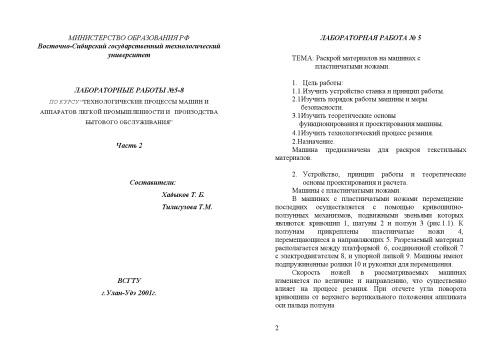 МИНИСТЕРСТВО ОБРАЗОВАНИЯ РФ
Восточно-Сибирский государственный технологический
университет
ЛАБОРАТОРНЫЕ РАБОТЫ №5-8
ПО КУРСУ "ТЕХНОЛОГИЧЕСКИЕ ПРОЦЕССЫ МАШИН И
АППАРАТОВ ЛЕГКОЙ ПРОМЫШЛЕННОСТИ И ПРОИЗВОДСТВА
БЫТОВОГО ОБСЛУЖИВАНИЯ"
Часть 2
Составители:
Хадыков Т. Б.
Тилигузова Т.М.
ВСГТУ
г.Улан-Удэ 2001г.
ЛАБОРАТОРНАЯ РАБОТА № 5
ТЕМА: Раскрой материалов на машинах с
пластинчатыми ножами.
1. Цель работы:
1.1.Изучить устройство станка и принцип работы.
2.1Изучить порядок работы машины и меры
безопасности.
3.1Изучить теоретические основы
функционирования и проектирования машины.
4.1Изучить технологический процесс резания.
2.Назначение.
Машина предназначена для раскроя текстильных
материалов.
2. Устройство, принцип работы и теоретические
основы проектирования и расчета.
Машины с пластинчатыми ножами.
В машинах с пластинчатыми ножами перемещение
последних осуществляется с помощью кривошипно-
ползунных механизмов, подвижными звеньями которых
являются: кривошип 1, шатуны 2 и ползун 3 (рис.1.1). К
ползунам прикреплены пластинчатые ножи 4,
перемещающиеся в направляющих 5. Разрезаемый материал
располагается между платформой 6, соединенной стойкой 7
с электродвигателем 8, и упорной лапкой 9. Машины имеют
подпружиненные ролики 10 и рукоятки для перемещения.
Скорость ножей в рассматриваемых машинах
изменяется по величине и направлению, что существенно
влияет на процесс резания. При отсчете угла поворота
кривошипа от верхнего вертикального положения аппликата
оси пальца ползуна
2